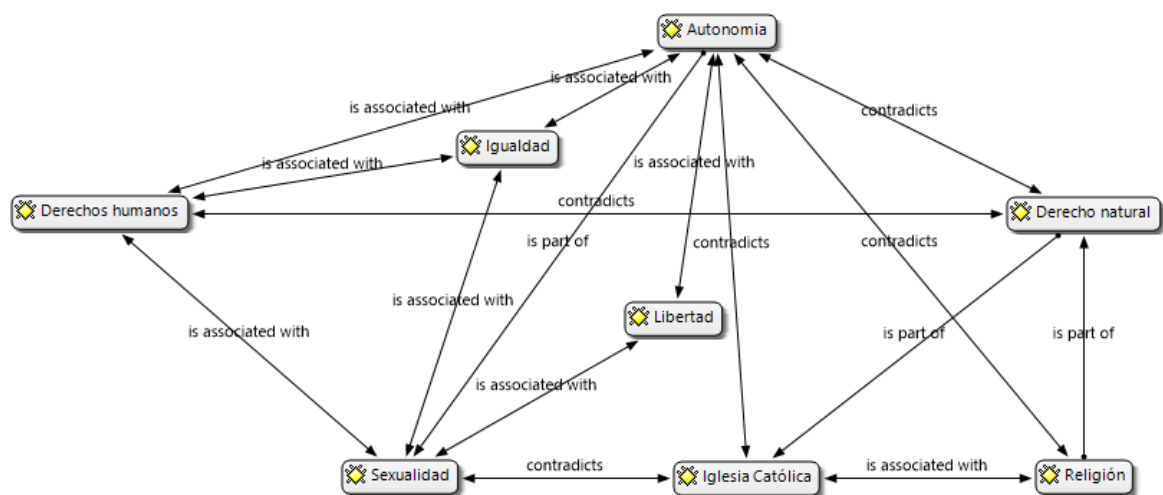 Autonomia
is associated with
is associated with
contradicts
Igualdad
is associated with
is associated with
Derechos humanos
contradicts
Derecho natural
is part of
contradicts
contradicts
is associated with
Libertad
is associated with
is part of
is part of
is associated with
Sexualidad
contradicts
Iglesia Católica
is associated with
Religión